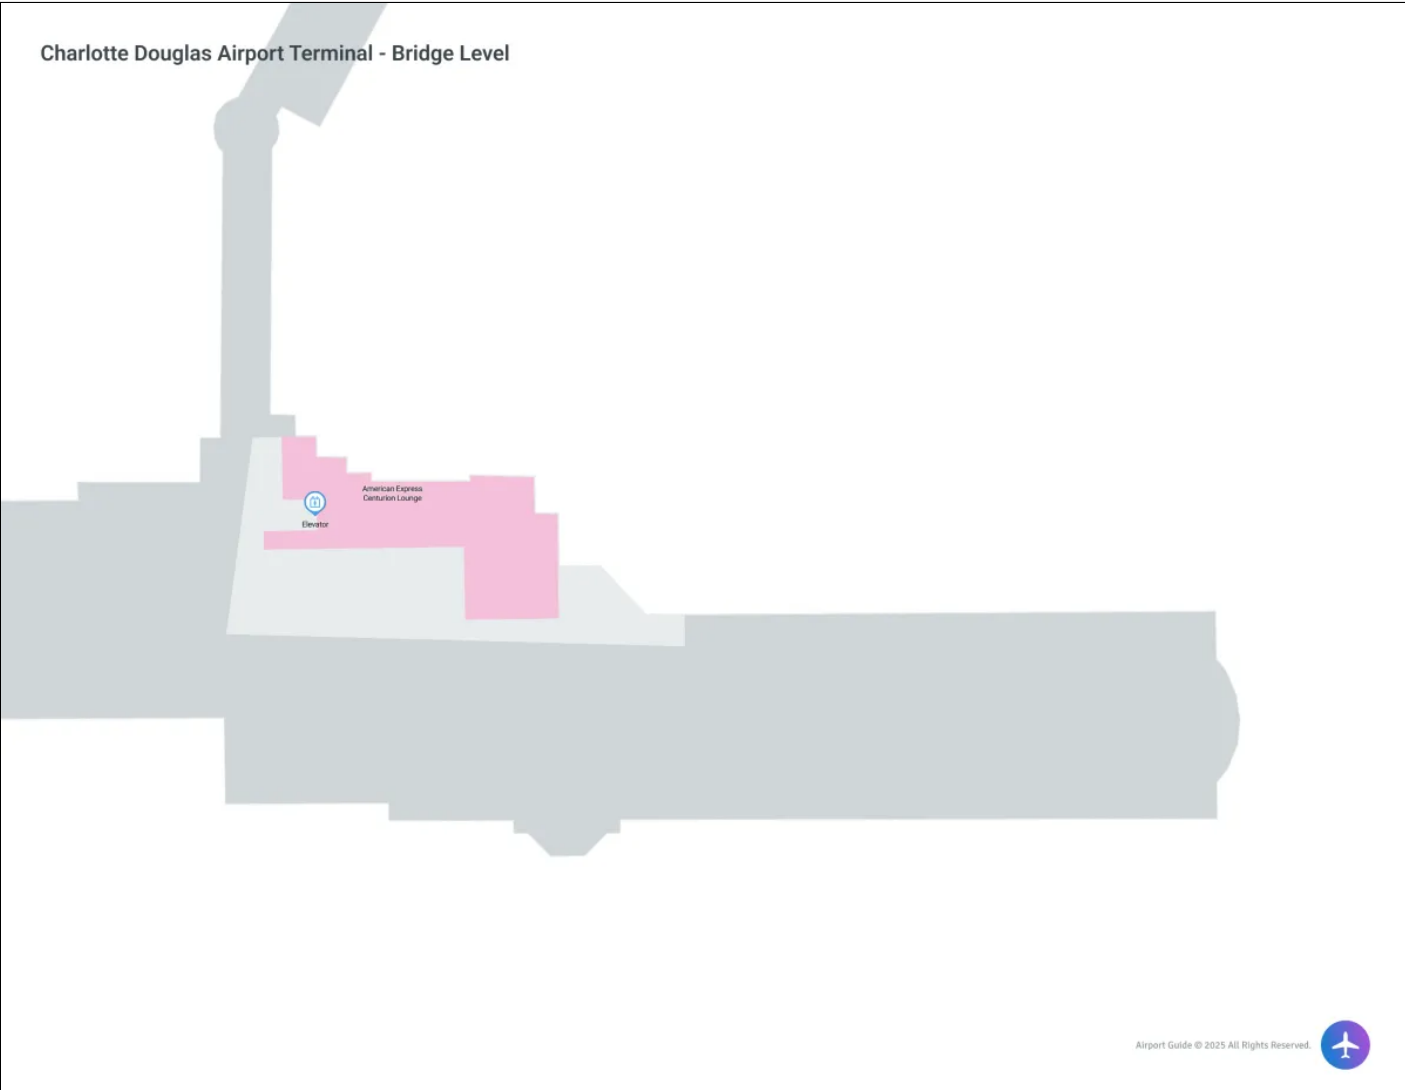 Charlotte Douglas Airport Terminal - Bridge Level
American Express
Centurion Lounge
Elevator
Airport Guide © 2025 All Rights Reserved.